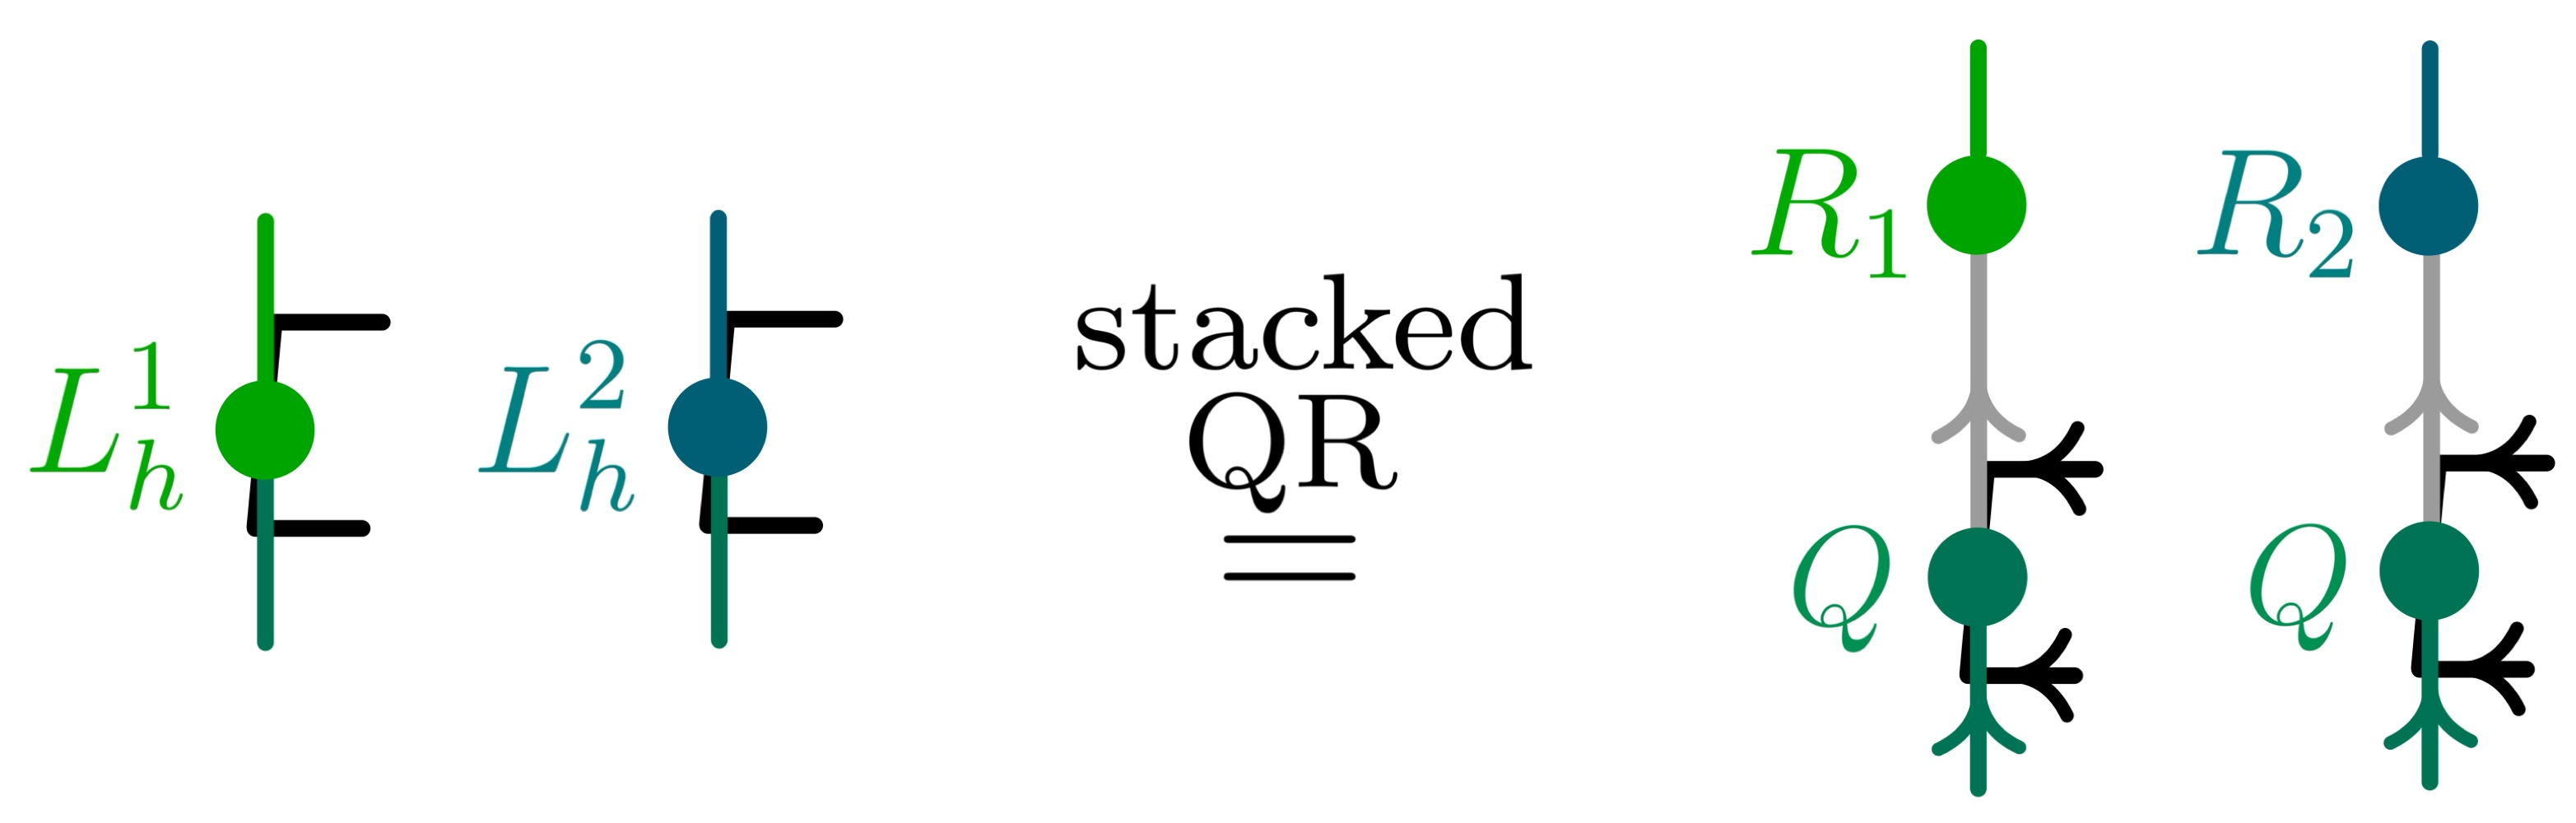 L_h^1
L_h^2
stacked
QR
=
R_1
R_2
Q
Q